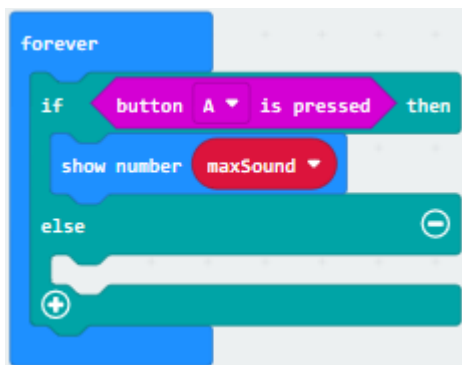 forever
if button A is pressed then
show number maxSound
else